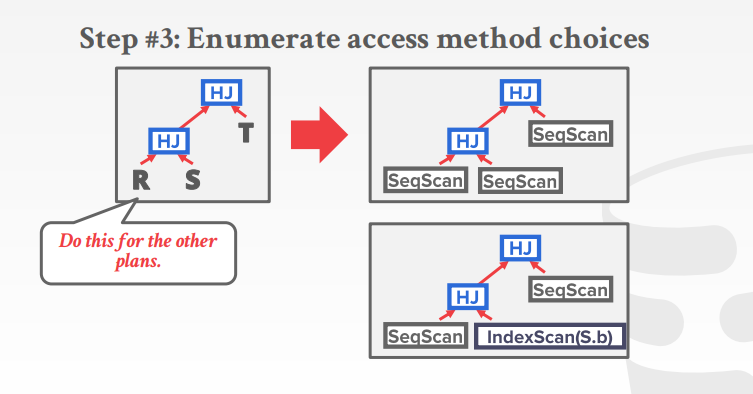 Step #3: Enumerate access method choices
HJ
HJ
T
R S
Do this for the other
plans.
HJ
SeqScan
HJ
SeqScan SeqScan
HJ
SeqScan
HJ
SeqScan IndexScan(S.b)